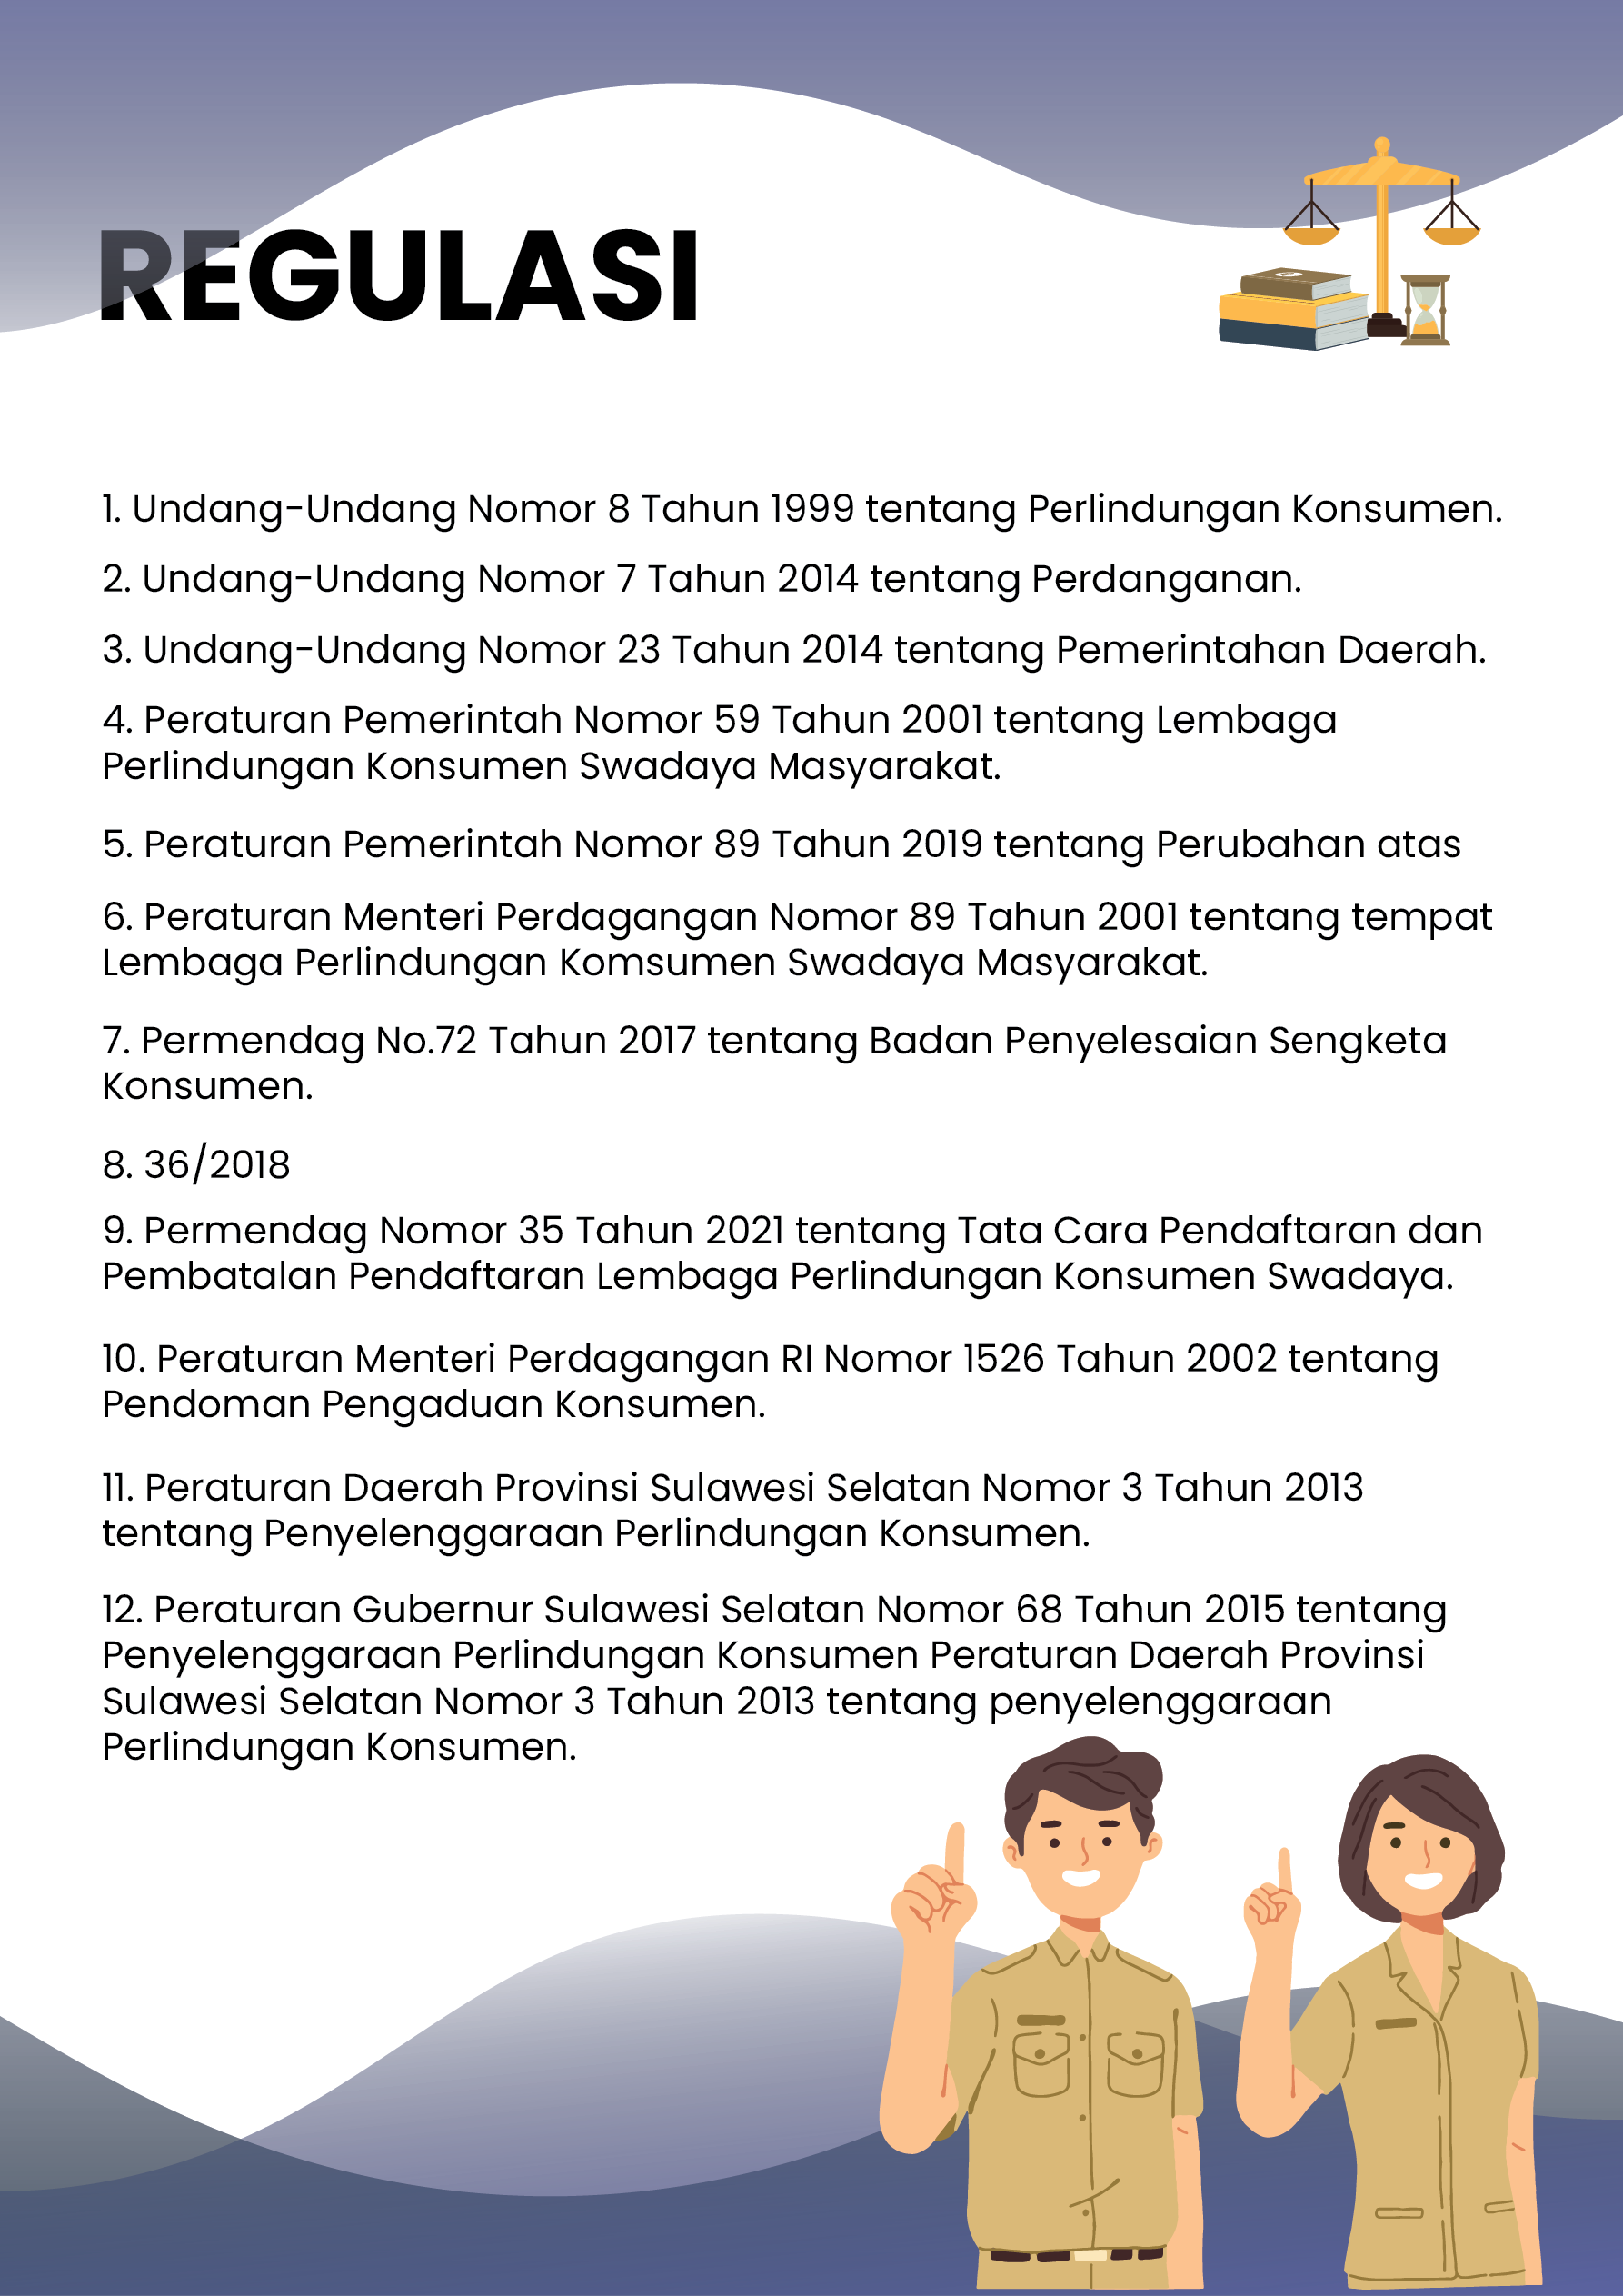 REGULASI
1. Undang-Undang Nomor 8 Tahun 1999 tentang Perlindungan Konsumen.
2. Undang-Undang Nomor 7 Tahun 2014 tentang Perdanganan.
3. Undang-Undang Nomor 23 Tahun 2014 tentang Pemerintahan Daerah.
4. Peraturan Pemerintah Nomor 59 Tahun 2001 tentang Lembaga
Perlindungan Konsumen Swadaya Masyarakat.
5. Peraturan Pemerintah Nomor 89 Tahun 2019 tentang Perubahan atas
6. Peraturan Menteri Perdagangan Nomor 89 Tahun 2001 tentang tempat
Lembaga Perlindungan Komsumen Swadaya Masyarakat.
7. Permendag No.72 Tahun 2017 tentang Badan Penyelesaian Sengketa
Konsumen.
8. 36/2018
9. Permendag Nomor 35 Tahun 2021 tentang Tata Cara Pendaftaran dan
Pembatalan Pendaftaran Lembaga Perlindungan Konsumen Swadaya.
10. Peraturan Menteri Perdagangan RI Nomor 1526 Tahun 2002 tentang
Pendoman Pengaduan Konsumen.
11. Peraturan Daerah Provinsi Sulawesi Selatan Nomor 3 Tahun 2013
tentang Penyelenggaraan Perlindungan Konsumen.
12. Peraturan Gubernur Sulawesi Selatan Nomor 68 Tahun 2015 tentang
Penyelenggaraan Perlindungan Konsumen Peraturan Daerah Provinsi
Sulawesi Selatan Nomor 3 Tahun 2013 tentang penyelenggaraan
Perlindungan Konsumen.